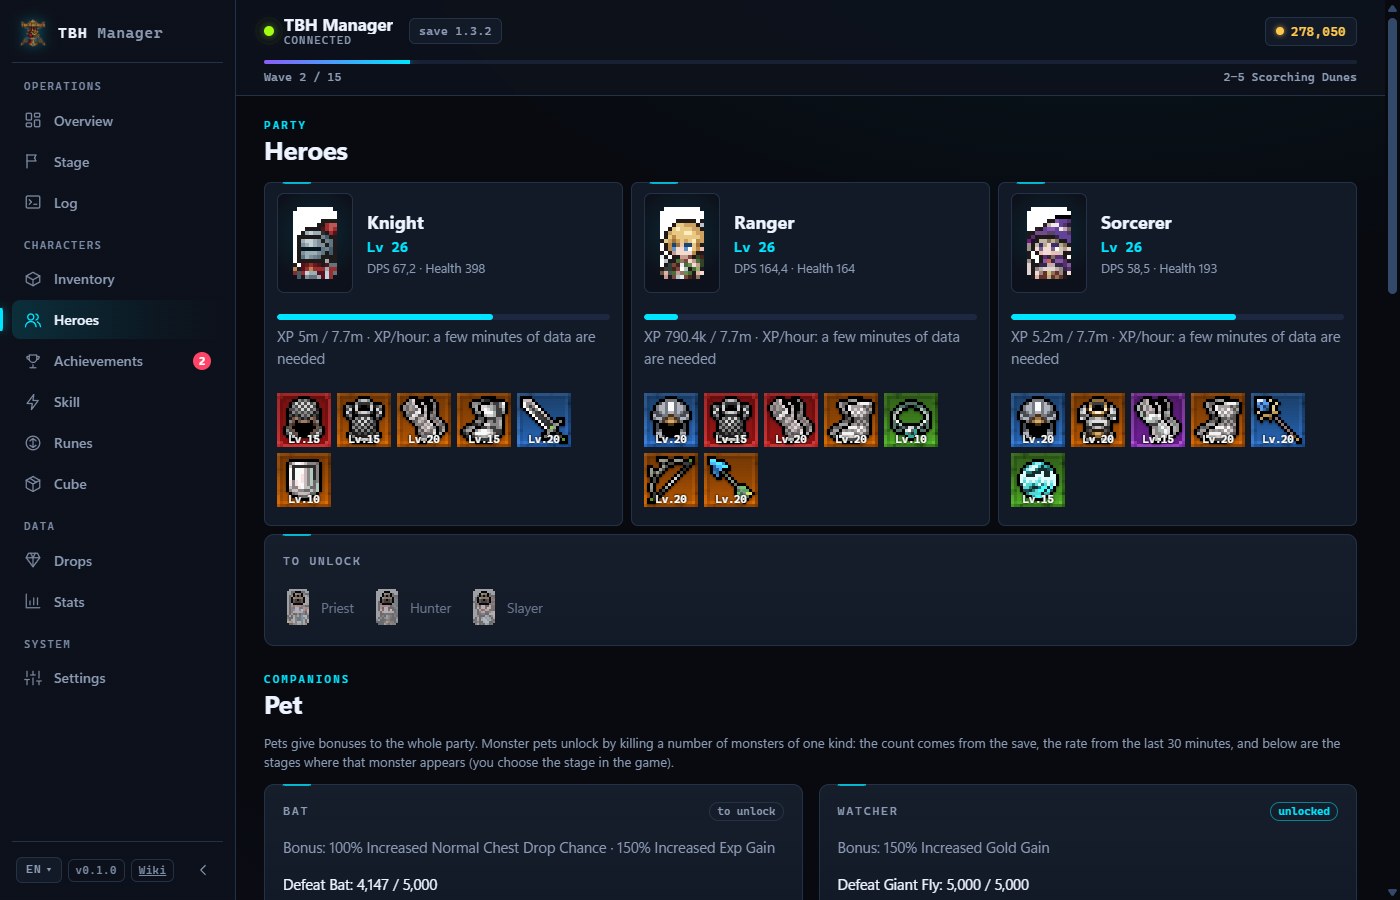 TBH Manager
OPERATIONS
Overview
Stage
Log
CHARACTERS
Inventory
Heroes
Achievements
2
Skill
Runes
Cube
DATA
Drops
Stats
SYSTEM
Settings
EN
v0.1.0
Wiki
TBH Manager
CONNECTED
save 1.3.2
278,050
Wave 2 / 15
2-5 Scorching Dunes
PARTY
Heroes
Knight
Lv 26
DPS 67,2 · Health 398
XP 5m / 7.7m · XP/hour: a few minutes of data are
needed
Lv.15
Lv.15
Lv.20
Lv.15
Lv.20
Lv.10
Ranger
Lv 26
DPS 164,4 · Health 164
XP 790.4k / 7.7m · XP/hour: a few minutes of data
are needed
Lv.20
Lv.15
Lv.20
Lv.20
Lv.10
Lv.20
Lv.20
Sorcerer
Lv 26
DPS 58,5 · Health 193
XP 5.2m / 7.7m · XP/hour: a few minutes of data are
needed
Lv.20
Lv.20
Lv.15
Lv.20
Lv.20
Lv.15
TO UNLOCK
Priest
Hunter
Slayer
COMPANIONS
Pet
Pets give bonuses to the whole party. Monster pets unlock by killing a number of monsters of one kind: the count comes from the save, the rate from the last 30 minutes, and below are the
stages where that monster appears (you choose the stage in the game).
BAT
to unlock
Bonus: 100% Increased Normal Chest Drop Chance · 150% Increased Exp Gain
Defeat Bat: 4,147 / 5,000
WATCHER
unlocked
Bonus: 150% Increased Gold Gain
Defeat Giant Fly: 5,000 / 5,000